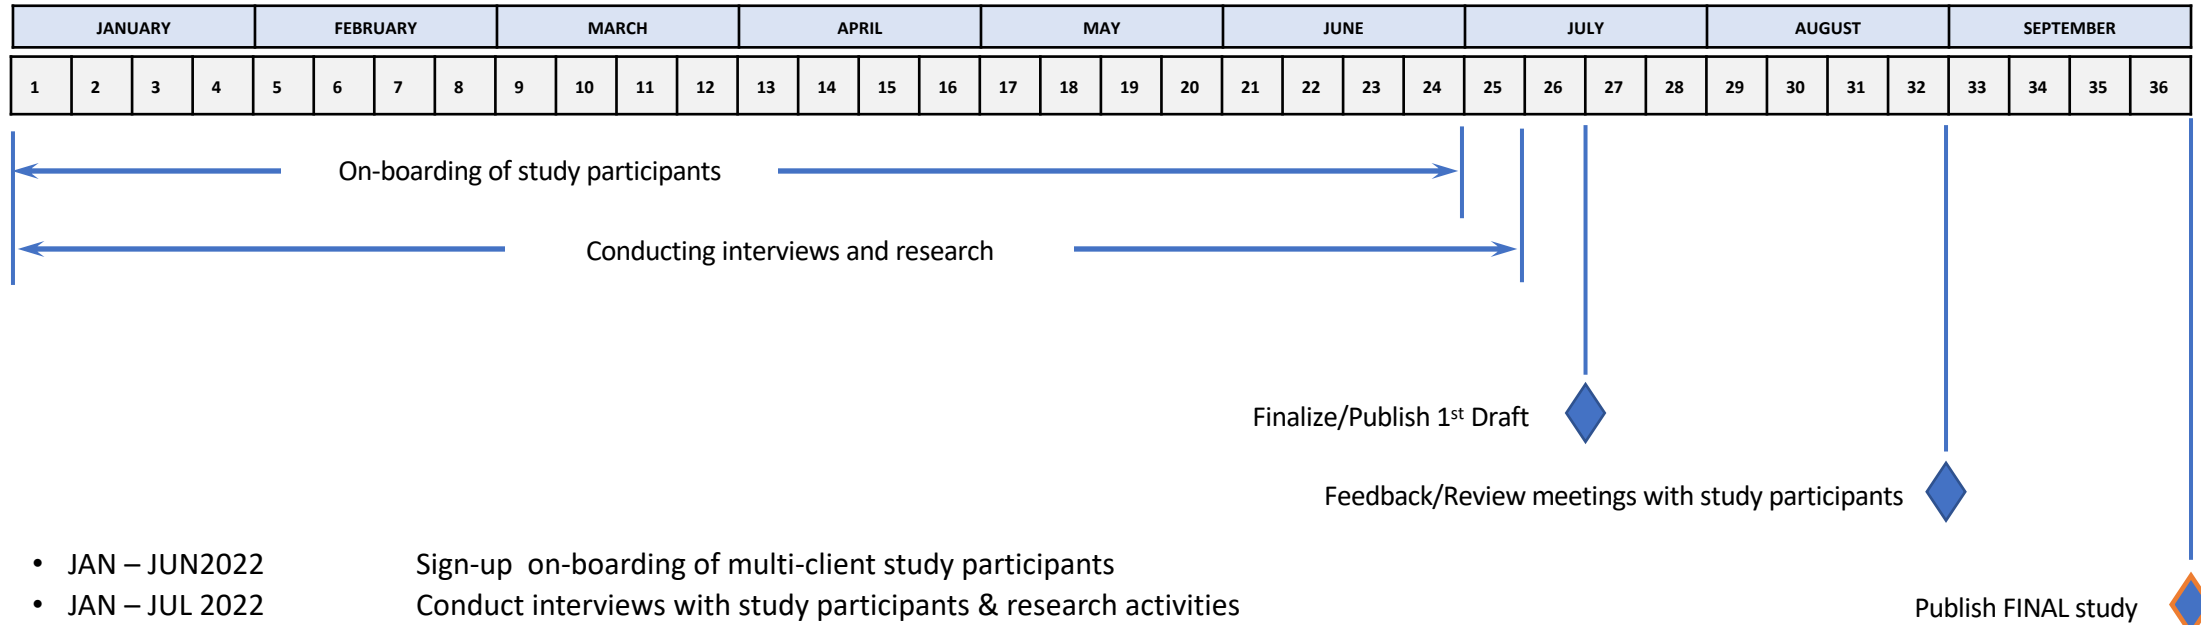 JANUARY FEBRUARY MARCH APRIL MAY JUNE JULY AUGUST SEPTEMBER
1 2 3 4 5 6 7 8 9 10 11 12 13 14 15 16 17 18 19 20 21 22 23 24 25 26 27 28 29 30 31 32 33 34 35 36
On-boarding of study participants
Conducting interviews and research
Finalize/Publish 1st Draft
Feedback/Review meetings with study participants
• JAN – JUN2022 Sign-up on-boarding of multi-client study participants
• JAN – JUL 2022 Conduct interviews with study participants & research activities
Publish FINAL study